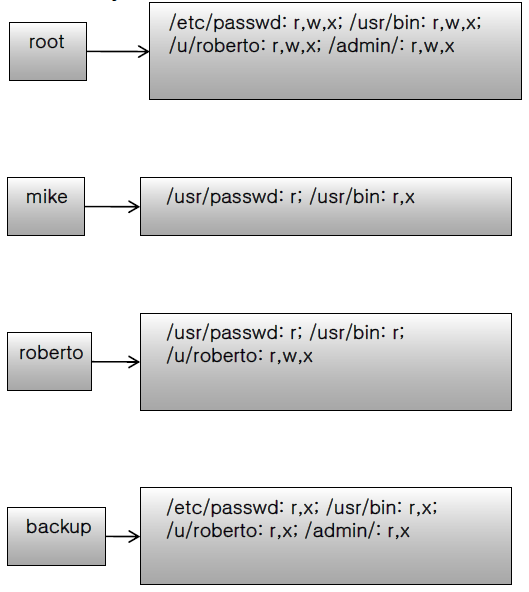 root
/etc/passwd: r,w,x; /usr/bin: r,w,x;
/u/roberto: r,w,x; /admin/: r,w,x
mike
/usr/passwd: r; /usr/bin: r,x
roberto
/usr/passwd: r; /usr/bin: r;
/u/roberto: r,w,x
backup
/etc/passwd: r,x; /usr/bin: r,x;
/u/roberto: r,x; /admin/: r,x